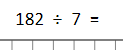 182 ÷ 7 =